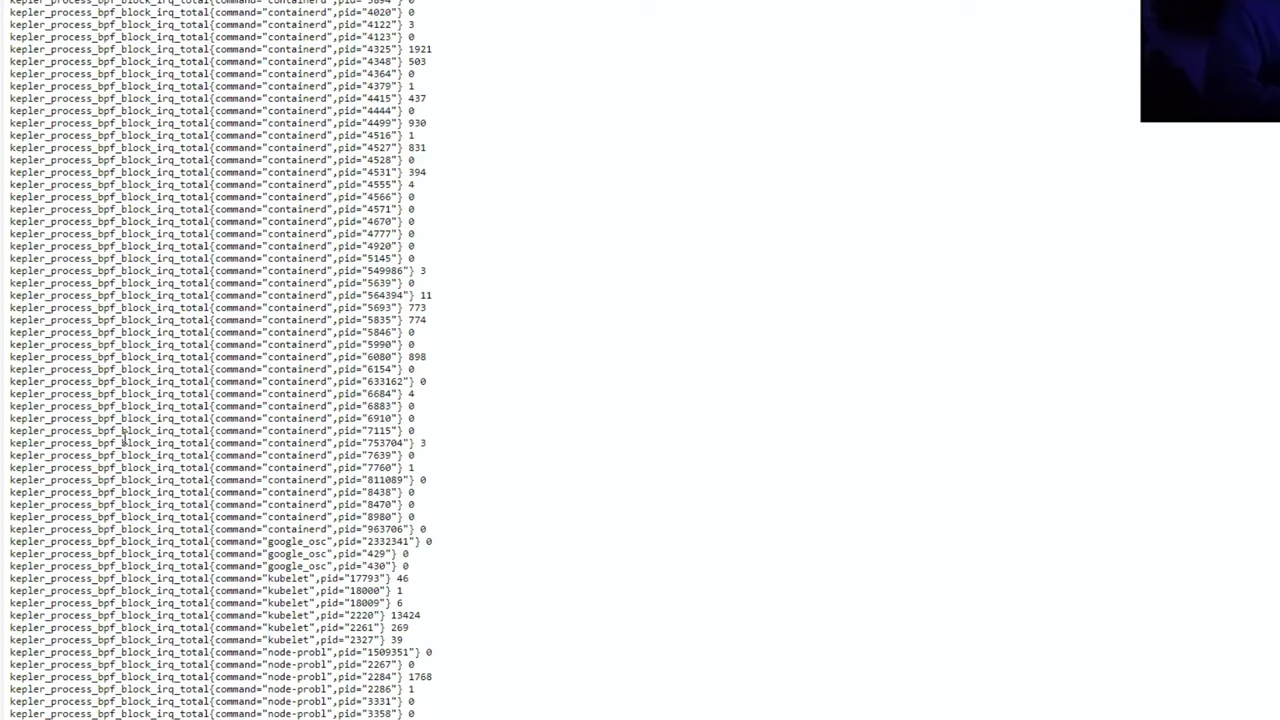 kepler_process_bpf_block_irq_total{command="containerd",pid="3894"} 0
kepler_process_bpf_block_irq_total{command="containerd",pid="4020"} 0
kepler_process_bpf_block_irq_total{command="containerd",pid="4122"} 3
kepler_process_bpf_block_irq_total{command="containerd",pid="4123"} 0
kepler_process_bpf_block_irq_total{command="containerd",pid="4325"} 1921
kepler_process_bpf_block_irq_total{command="containerd",pid="4348"} 503
kepler_process_bpf_block_irq_total{command="containerd",pid="4364"} 0
kepler_process_bpf_block_irq_total{command="containerd",pid="4379"} 1
kepler_process_bpf_block_irq_total{command="containerd",pid="4415"} 437
kepler_process_bpf_block_irq_total{command="containerd",pid="4444"} 0
kepler_process_bpf_block_irq_total{command="containerd",pid="4499"} 930
kepler_process_bpf_block_irq_total{command="containerd",pid="4516"} 1
kepler_process_bpf_block_irq_total{command="containerd",pid="4527"} 831
kepler_process_bpf_block_irq_total{command="containerd",pid="4528"} 0
kepler_process_bpf_block_irq_total{command="containerd",pid="4531"} 394
kepler_process_bpf_block_irq_total{command="containerd",pid="4555"} 4
kepler_process_bpf_block_irq_total{command="containerd",pid="4566"} 0
kepler_process_bpf_block_irq_total{command="containerd",pid="4571"} 0
kepler_process_bpf_block_irq_total{command="containerd",pid="4670"} 0
kepler_process_bpf_block_irq_total{command="containerd",pid="4777"} 0
kepler_process_bpf_block_irq_total{command="containerd",pid="4920"} 0
kepler_process_bpf_block_irq_total{command="containerd",pid="5145"} 0
kepler_process_bpf_block_irq_total{command="containerd",pid="549986"} 3
kepler_process_bpf_block_irq_total{command="containerd",pid="5639"} 0
kepler_process_bpf_block_irq_total{command="containerd",pid="564394"} 11
kepler_process_bpf_block_irq_total{command="containerd",pid="5693"} 773
kepler_process_bpf_block_irq_total{command="containerd",pid="5835"} 774
kepler_process_bpf_block_irq_total{command="containerd",pid="5846"} 0
kepler_process_bpf_block_irq_total{command="containerd",pid="5990"} 0
kepler_process_bpf_block_irq_total{command="containerd",pid="6080"} 898
kepler_process_bpf_block_irq_total{command="containerd",pid="6154"} 0
kepler_process_bpf_block_irq_total{command="containerd",pid="633162"} 0
kepler_process_bpf_block_irq_total{command="containerd",pid="6684"} 4
kepler_process_bpf_block_irq_total{command="containerd",pid="6883"} 0
kepler_process_bpf_block_irq_total{command="containerd",pid="6910"} 0
kepler_process_bpf_block_irq_total{command="containerd",pid="7115"} 0
kepler_process_bpf_block_irq_total{command="containerd",pid="753704"} 3
kepler_process_bpf_block_irq_total{command="containerd",pid="7639"} 0
kepler_process_bpf_block_irq_total{command="containerd",pid="7760"} 1
kepler_process_bpf_block_irq_total{command="containerd",pid="811089"} 0
kepler_process_bpf_block_irq_total{command="containerd",pid="8438"} 0
kepler_process_bpf_block_irq_total{command="containerd",pid="8470"} 0
kepler_process_bpf_block_irq_total{command="containerd",pid="8980"} 0
kepler_process_bpf_block_irq_total{command="containerd",pid="963706"} 0
kepler_process_bpf_block_irq_total{command="google_osc",pid="2332341"} 0
kepler_process_bpf_block_irq_total{command="google_osc",pid="429"} 0
kepler_process_bpf_block_irq_total{command="google_osc",pid="430"} 0
kepler_process_bpf_block_irq_total{command="kubelet",pid="17793"} 46
kepler_process_bpf_block_irq_total{command="kubelet",pid="18000"} 1
kepler_process_bpf_block_irq_total{command="kubelet",pid="18009"} 6
kepler_process_bpf_block_irq_total{command="kubelet",pid="2220"} 13424
kepler_process_bpf_block_irq_total{command="kubelet",pid="2261"} 269
kepler_process_bpf_block_irq_total{command="kubelet",pid="2327"} 39
kepler_process_bpf_block_irq_total{command="node-probl",pid="1509351"} 0
kepler_process_bpf_block_irq_total{command="node-probl",pid="2267"} 0
kepler_process_bpf_block_irq_total{command="node-probl",pid="2284"} 1768
kepler_process_bpf_block_irq_total{command="node-probl",pid="2286"} 1
kepler_process_bpf_block_irq_total{command="node-probl",pid="3331"} 0
kepler_process_bpf_block_irq_total{command="node-probl",pid="3358"} 0